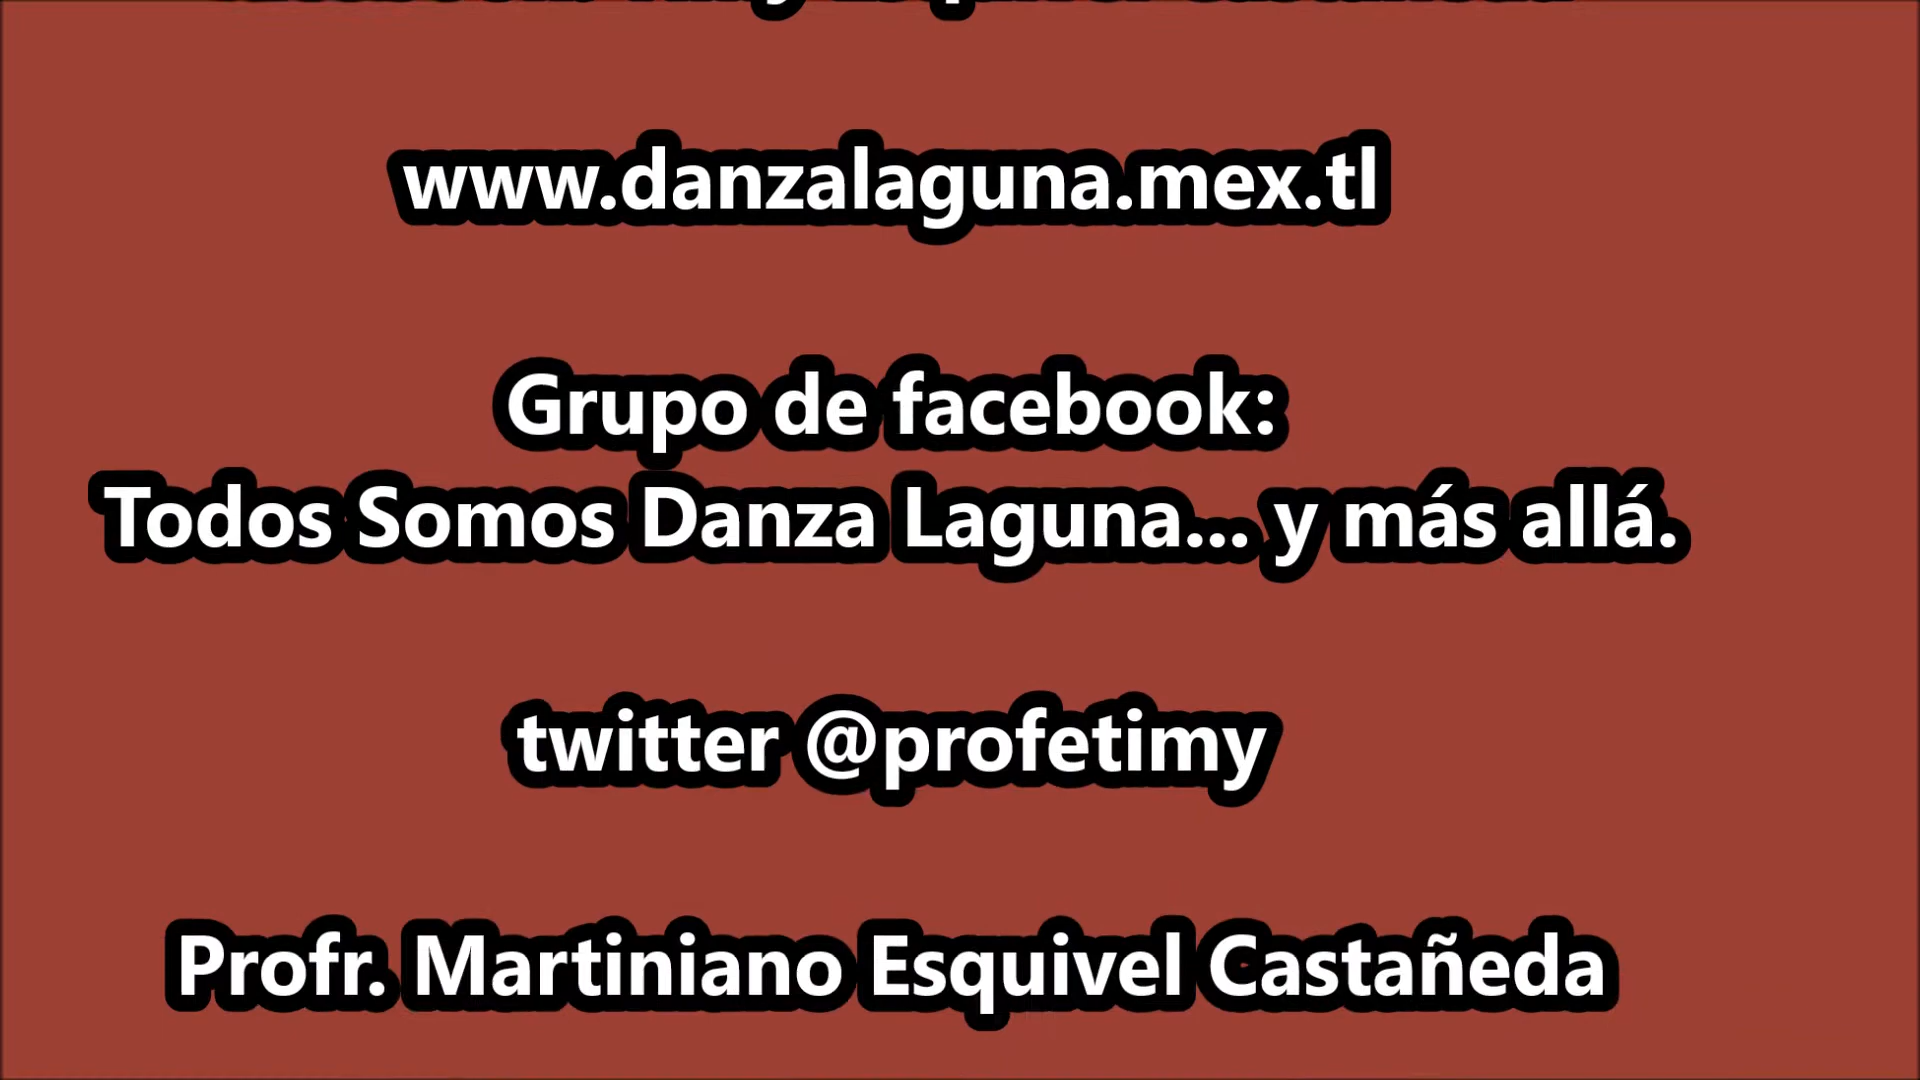 www.danzalaguna.mex.tl
Grupo de facebook:
Todos Somos Danza Laguna... y más allá.
twitter @profetimy
Profr. Martiniano Esquivel Castañeda